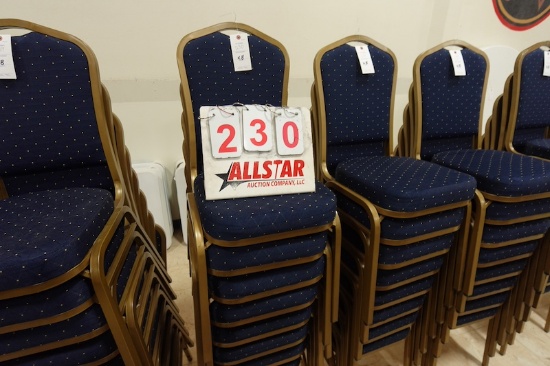 230
ALLSTAR
AUCTION COMPANY, LLC